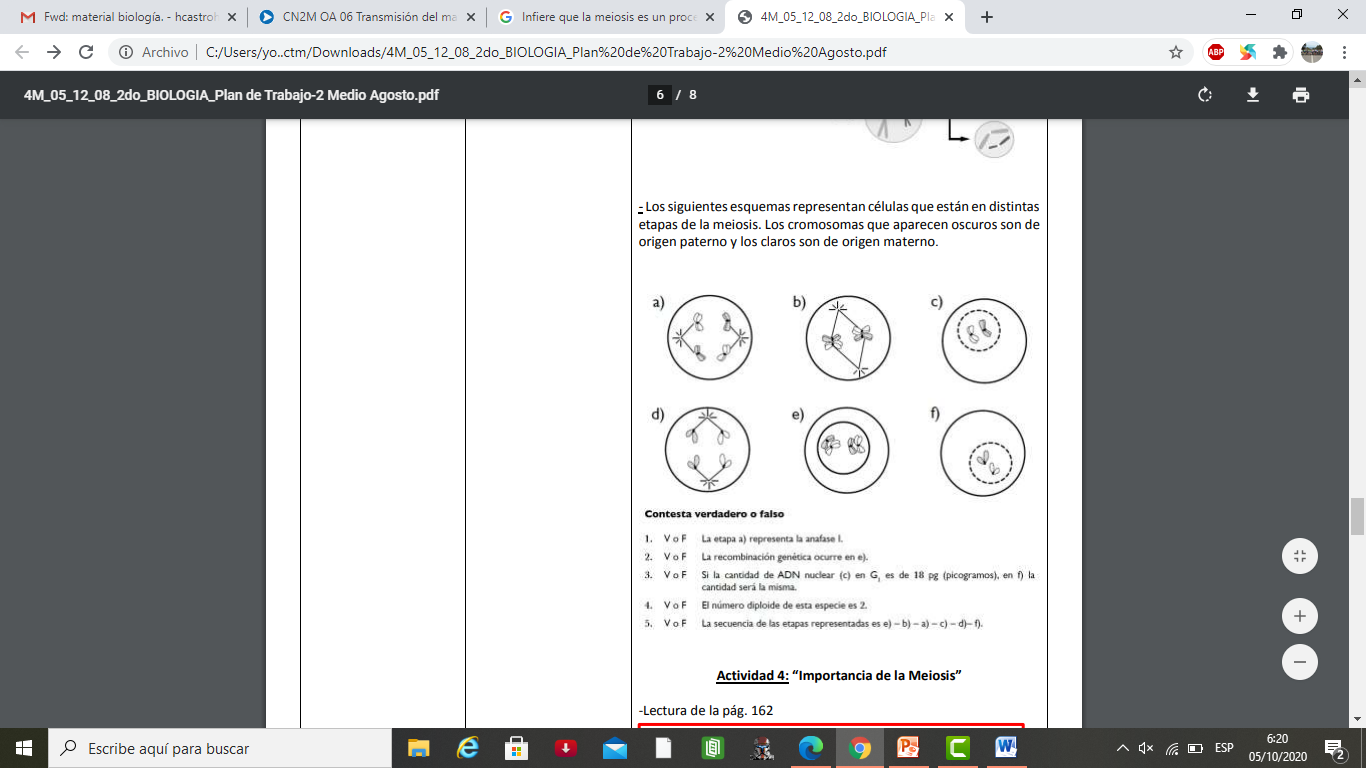 Fwd: material biología. - hcastroh
CN2M OA 06 Transmisión del ma
Infiere que la meiosis es un proce
4M_05_12_08_2do_BIOLOGIA_Pla
Archivo
C:/Users/yo..ctm/Downloads/4M_05_12_08_2do_BIOLOGIA_Plan%20de%20Trabajo-2%20Medio%20Agosto.pdf
ABP
4M_05_12_08_2do_BIOLOGIA_Plan de Trabajo-2 Medio Agosto.pdf
6 / 8
- Los siguientes esquemas representan células que están en distintas
etapas de la meiosis. Los cromosomas que aparecen oscuros son de
origen paterno y los claros son de origen materno.
a) b) c)
d) e) f)
Contesta verdadero o falso
1. V o F La etapa a) representa la anafase I.
2. V o F La recombinación genética ocurre en e).
3. V o F Si la cantidad de ADN nuclear (c) en G1 es de 18 pg (picogramos), en f) la
cantidad será la misma.
4. V o F El número diploide de esta especie es 2.
5. V o F La secuencia de las etapas representadas es e) – b) – a) – c) – d)– f).
Actividad 4: “Importancia de la Meiosis”
-Lectura de la pág. 162
Escribe aquí para buscar
ESP
6:20
05/10/2020
2